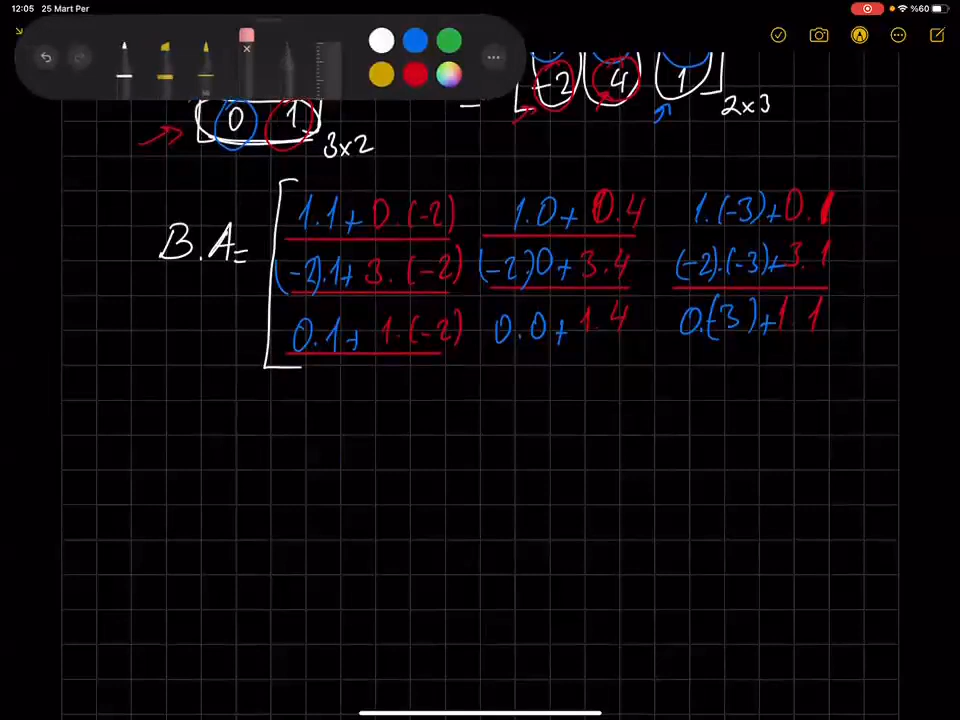 12:05 25 Mart Per %60
-2 4 1
2x3
0 1
3x2
1.1+0.(-2) 1.0+0.4 1.(-3)+0.1
B.A=
(-2).1+3.(-2) (-2).0+3.4 (-2).(-3)+3.1
0.1+1.(-2) 0.0+1.4 0.(-3)+1 1